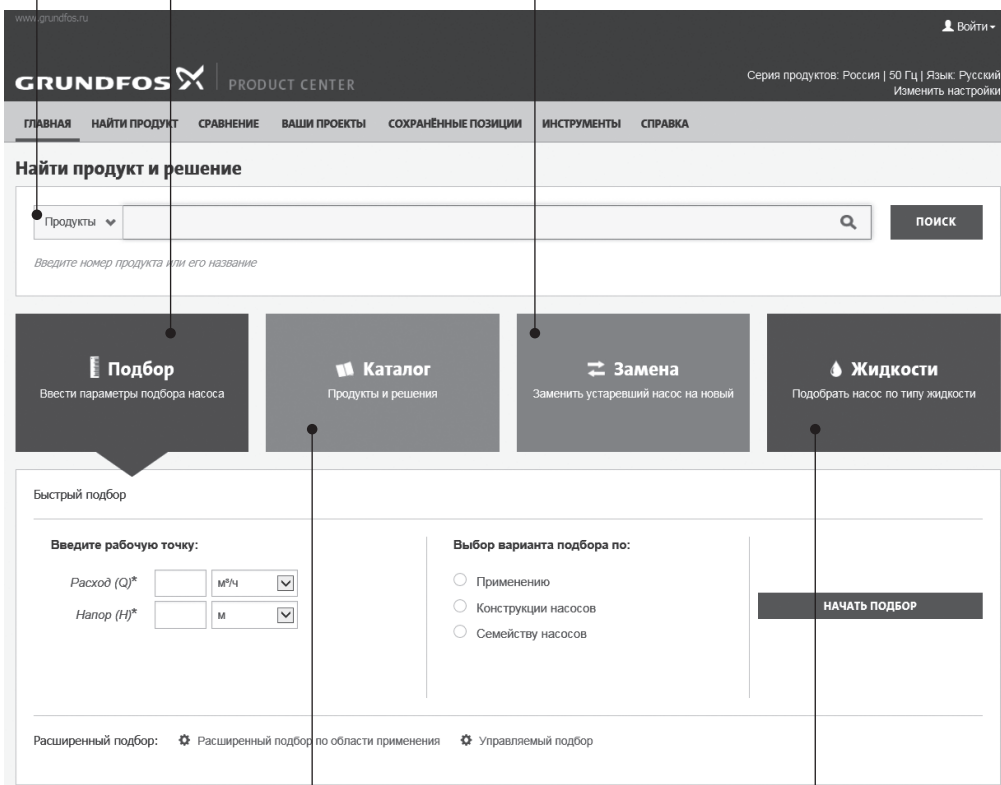 www.grundfos.ru
Войти
GRUNDFOS PRODUCT CENTER
Серия продуктов: Россия | 50 Гц | Язык: Русский
Изменить настройки
ГЛАВНАЯ НАЙТИ ПРОДУКТ СРАВНЕНИЕ ВАШИ ПРОЕКТЫ СОХРАНЁННЫЕ ПОЗИЦИИ ИНСТРУМЕНТЫ СПРАВКА
Найти продукт и решение
Продукты
ПОИСК
Введите номер продукта или его название
Подбор
Ввести параметры подбора насоса
Каталог
Продукты и решения
Замена
Заменить устаревший насос на новый
Жидкости
Подобрать насос по типу жидкости
Быстрый подбор
Введите рабочую точку:
Расход (Q)* м³/ч
Напор (H)* м
Выбор варианта подбора по:
Применению
Конструкции насосов
Семейству насосов
НАЧАТЬ ПОДБОР
Расширенный подбор: Расширенный подбор по области применения Управляемый подбор